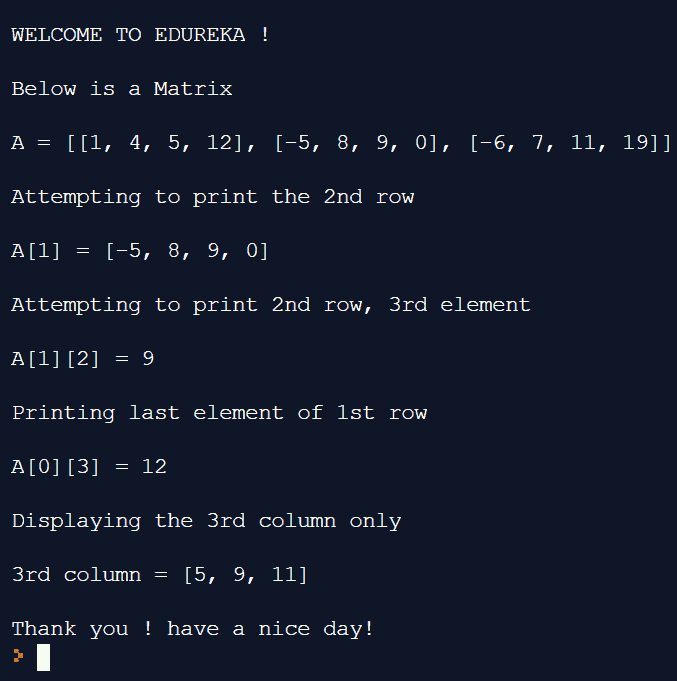 WELCOME TO EDUREKA !
Below is a Matrix
A = [[1, 4, 5, 12], [-5, 8, 9, 0], [-6, 7, 11, 19]]
Attempting to print the 2nd row
A[1] = [-5, 8, 9, 0]
Attempting to print 2nd row, 3rd element
A[1][2] = 9
Printing last element of 1st row
A[0][3] = 12
Displaying the 3rd column only
3rd column = [5, 9, 11]
Thank you ! have a nice day!
>